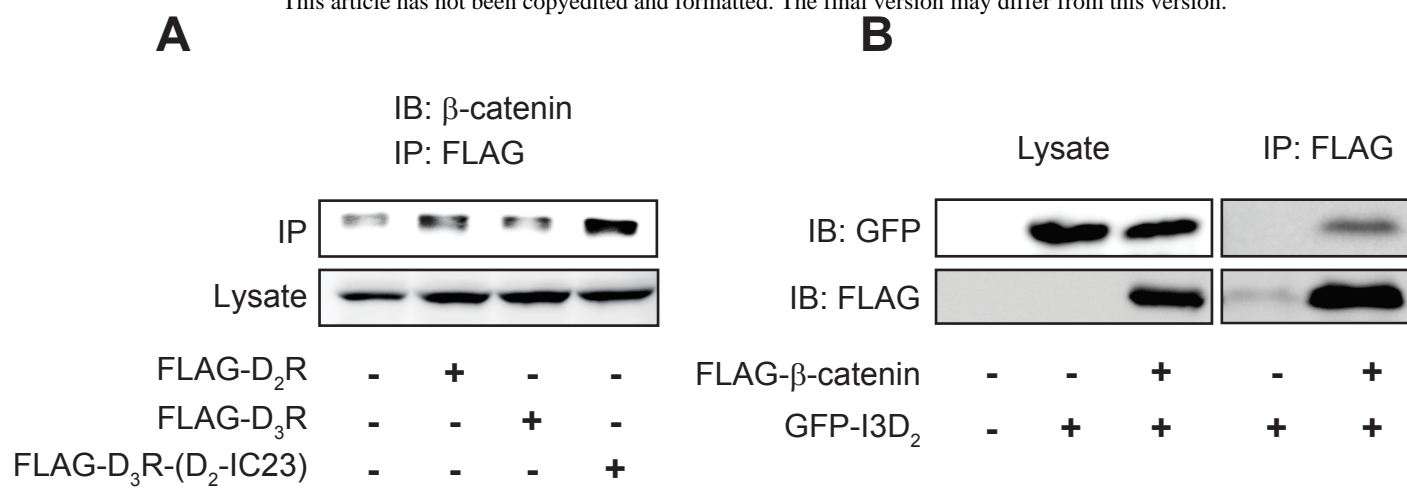 This article has not been copyedited and formatted. The final version may differ from this version.
A
IB: β-catenin
IP: FLAG
IP
Lysate
FLAG-D₂R - + - -
FLAG-D₃R - - + -
FLAG-D₃R-(D₂-IC23) - - - +
B
Lysate IP: FLAG
IB: GFP
IB: FLAG
FLAG-β-catenin - - + - +
GFP-I3D₂ - + + + +